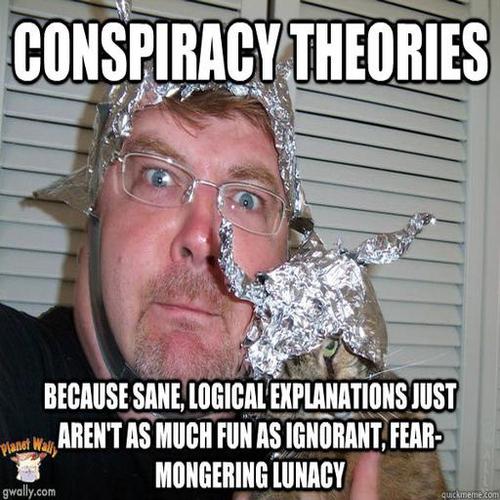 CONSPIRACY THEORIES
BECAUSE SANE, LOGICAL EXPLANATIONS JUST
AREN'T AS MUCH FUN AS IGNORANT, FEAR-
MONGERING LUNACY
Planet Wally
gwally.com
quickmeme.com